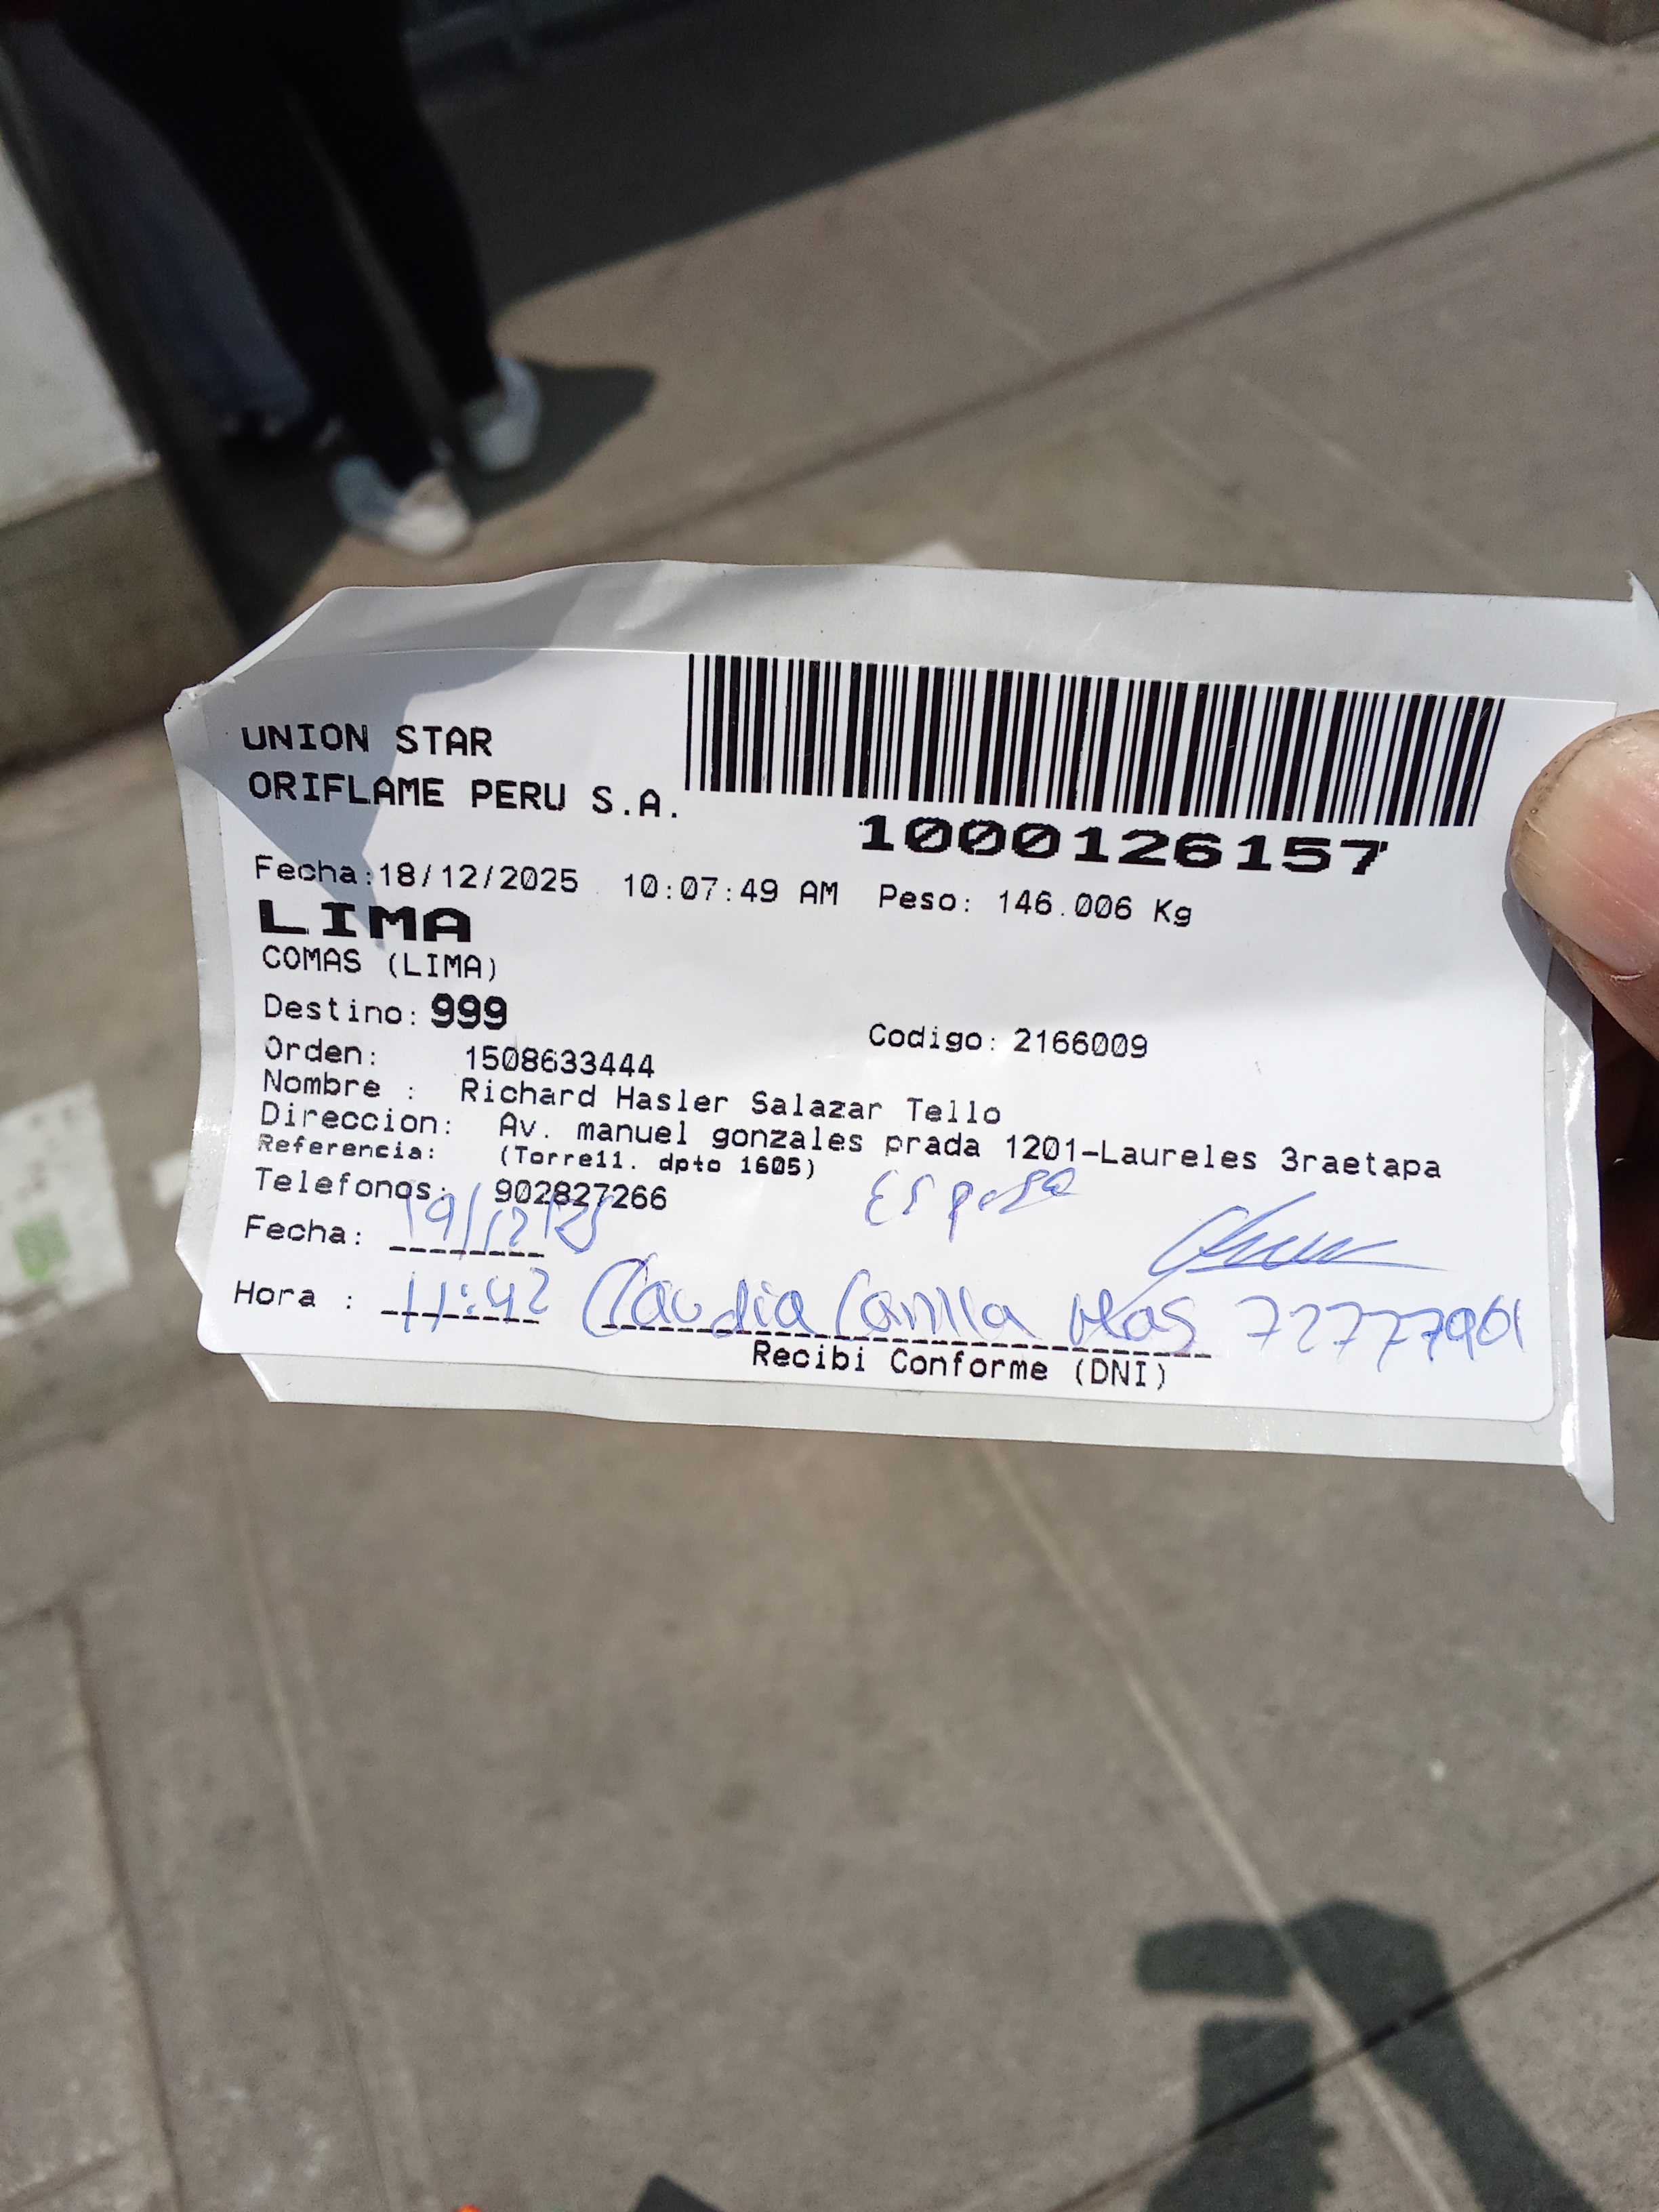 UNION STAR
ORIFLAME PERU S.A.
1000126157
Fecha:18/12/2025 10:07:49 AM Peso: 146.006 Kg
LIMA
COMAS (LIMA)
Destino: 999
Codigo: 2166009
Orden: 1508633444
Nombre : Richard Hasler Salazar Tello
Direccion: Av. manuel gonzales prada 1201-Laureles 3raetapa
Referencia: (Torre11. dpto 1605)
Telefonos: 902827266
Esposa
Fecha: 19/12/25
Hora : 11:42 Claudia
Recibi Conforme (DNI)